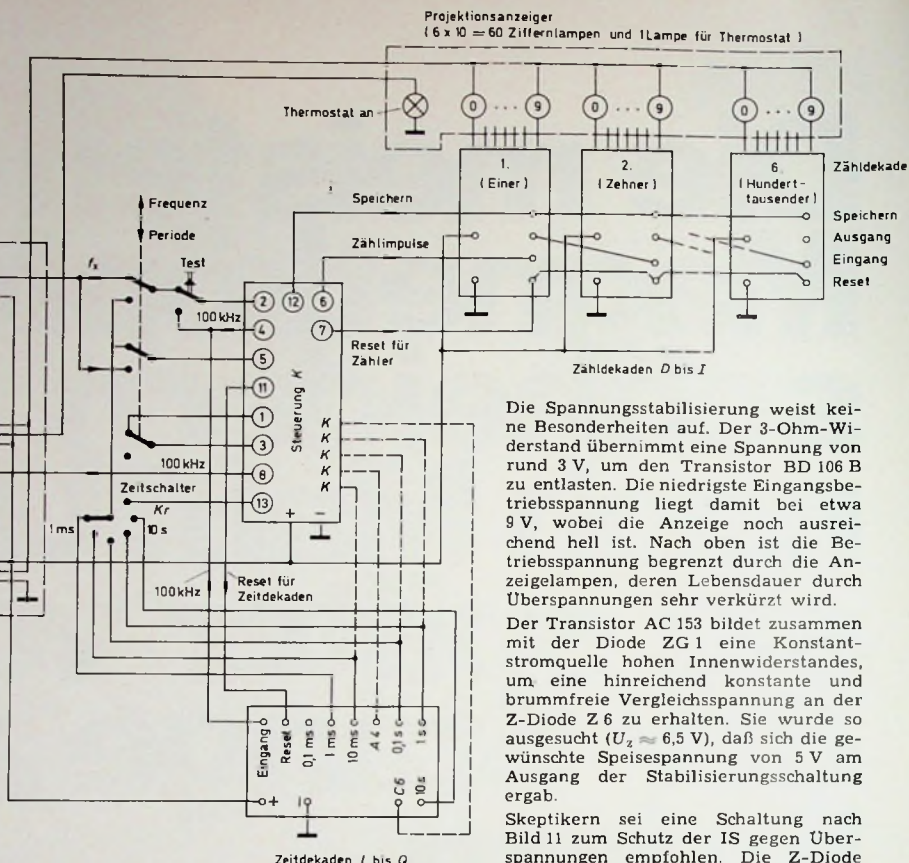 Projektionsanzeiger
( 6 x 10 = 60 Ziffernlampen und 1 Lampe für Thermostat )
Thermostat an
0 ... 9
0 ... 9
0 ... 9
1.
( Einer )
2.
( Zehner )
6.
( Hundert-
tausender )
Zähldekade
Speichern
Ausgang
Eingang
Reset
Frequenz
Periode
Speichern
Zählimpulse
fx
Test
2
12
6
100 kHz
4
7
Reset für
Zähler
5
11
1
3
8
13
Steuerung K
K
K
K
K
K
+
−
Zähldekaden D bis I
100 kHz
Zeitschalter
Kr
1 ms
10 s
100 kHz
Reset für
Zeitdekaden
Eingang
Reset
0,1 ms
1 ms
10 ms
A 4
0,1 s
1 s
+
C 6
10 s
Zeitdekaden L bis Q
Die Spannungsstabilisierung weist kei-
ne Besonderheiten auf. Der 3-Ohm-Wi-
derstand übernimmt eine Spannung von
rund 3 V, um den Transistor BD 106 B
zu entlasten. Die niedrigste Eingangsbe-
triebsspannung liegt damit bei etwa
9 V, wobei die Anzeige noch ausrei-
chend hell ist. Nach oben ist die Be-
triebsspannung begrenzt durch die An-
zeigelampen, deren Lebensdauer durch
Überspannungen sehr verkürzt wird.
Der Transistor AC 153 bildet zusammen
mit der Diode ZG 1 eine Konstant-
stromquelle hohen Innenwiderstandes,
um eine hinreichend konstante und
brummfreie Vergleichsspannung an der
Z-Diode Z 6 zu erhalten. Sie wurde so
ausgesucht (Uz ≈ 6,5 V), daß sich die ge-
wünschte Speisespannung von 5 V am
Ausgang der Stabilisierungsschaltung
ergab.
Skeptikern sei eine Schaltung nach
Bild 11 zum Schutz der IS gegen Über-
spannungen empfohlen. Die Z-Diode